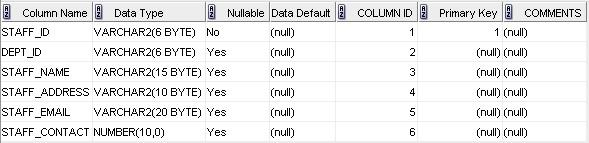 Column Name Data Type Nullable Data Default COLUMN ID Primary Key COMMENTS
STAFF_ID VARCHAR2(6 BYTE) No (null) 1 1 (null)
DEPT_ID VARCHAR2(6 BYTE) Yes (null) 2 (null) (null)
STAFF_NAME VARCHAR2(15 BYTE) Yes (null) 3 (null) (null)
STAFF_ADDRESS VARCHAR2(10 BYTE) Yes (null) 4 (null) (null)
STAFF_EMAIL VARCHAR2(20 BYTE) Yes (null) 5 (null) (null)
STAFF_CONTACT NUMBER(10,0) Yes (null) 6 (null) (null)